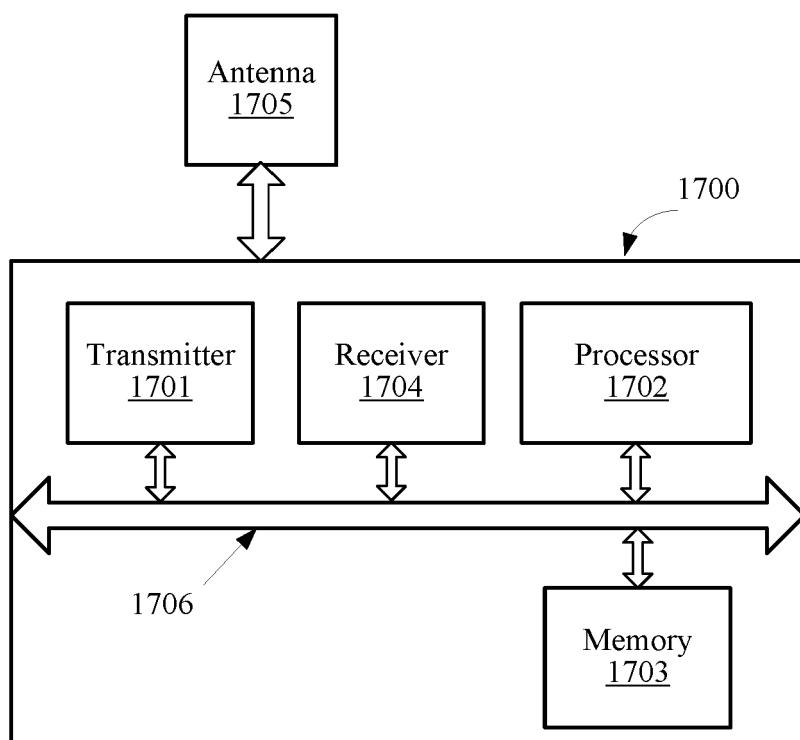 Antenna
1705
1700
Transmitter
1701
Receiver
1704
Processor
1702
1706
Memory
1703